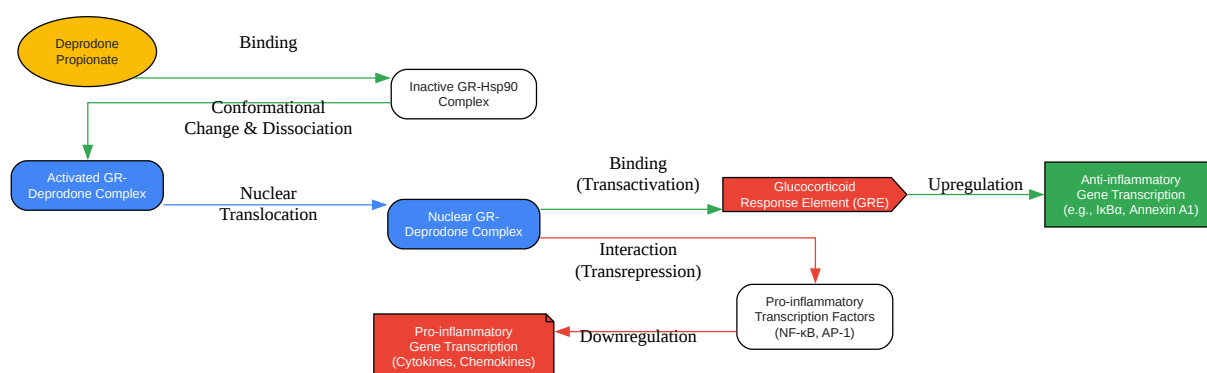 Deprodone
Propionate
Binding
Inactive GR-Hsp90
Complex
Conformational
Change & Dissociation
Activated GR-
Deprodone Complex
Nuclear
Translocation
Nuclear GR-
Deprodone Complex
Binding
(Transactivation)
Glucocorticoid
Response Element (GRE)
Upregulation
Anti-inflammatory
Gene Transcription
(e.g., IκBα, Annexin A1)
Interaction
(Transrepression)
Pro-inflammatory
Transcription Factors
(NF-κB, AP-1)
Downregulation
Pro-inflammatory
Gene Transcription
(Cytokines, Chemokines)